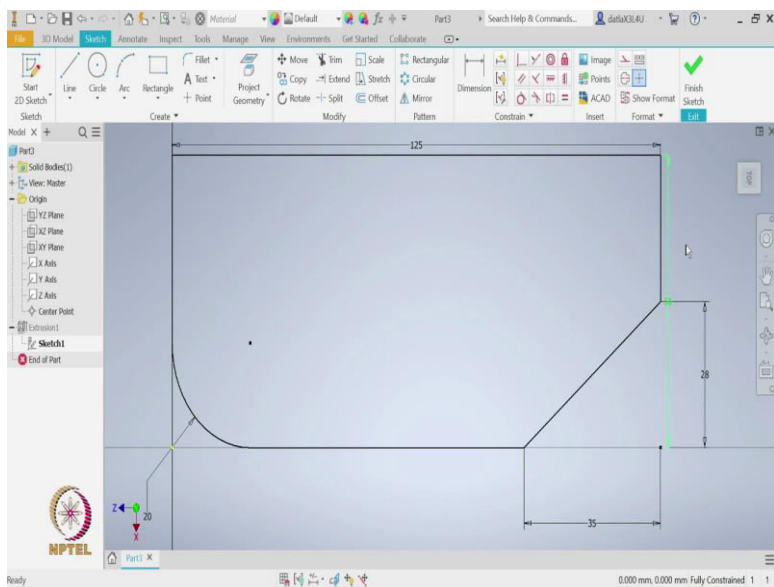 Material Default fx Part3 Search Help & Commands... datlaX3L4U
File 3D Model Sketch Annotate Inspect Tools Manage View Environments Get Started Collaborate
Start 2D Sketch Line Circle Arc Rectangle Fillet Text Point Project Geometry
Move Trim Scale Copy Extend Stretch Rotate Split Offset
Rectangular Circular Mirror Dimension Image Points ACAD Show Format Finish Sketch
Sketch Create Modify Pattern Constrain Insert Format Exit
Model X +
Part3
Solid Bodies(1)
View: Master
Origin
YZ Plane
XZ Plane
XY Plane
X Axis
Y Axis
Z Axis
Center Point
Extrusion1
Sketch1
End of Part
125
TOP
28
35
20
Z
X
NPTEL
Part3 X
Ready
0.000 mm, 0.000 mm Fully Constrained 1